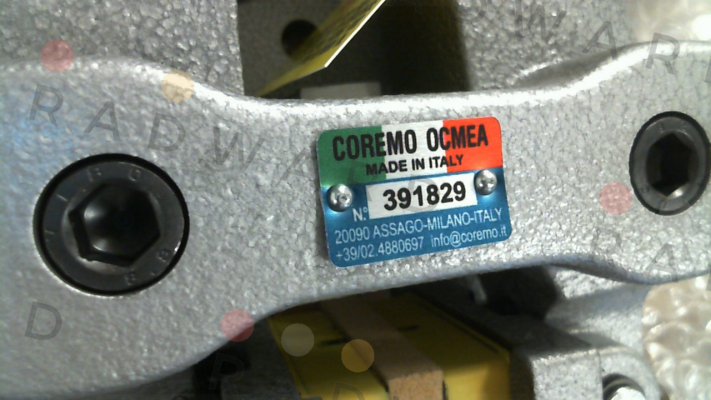 COREMO OCMEA
MADE IN ITALY
N° 391829
20090 ASSAGO-MILANO-ITALY
+39/02.4880697 info@coremo.it